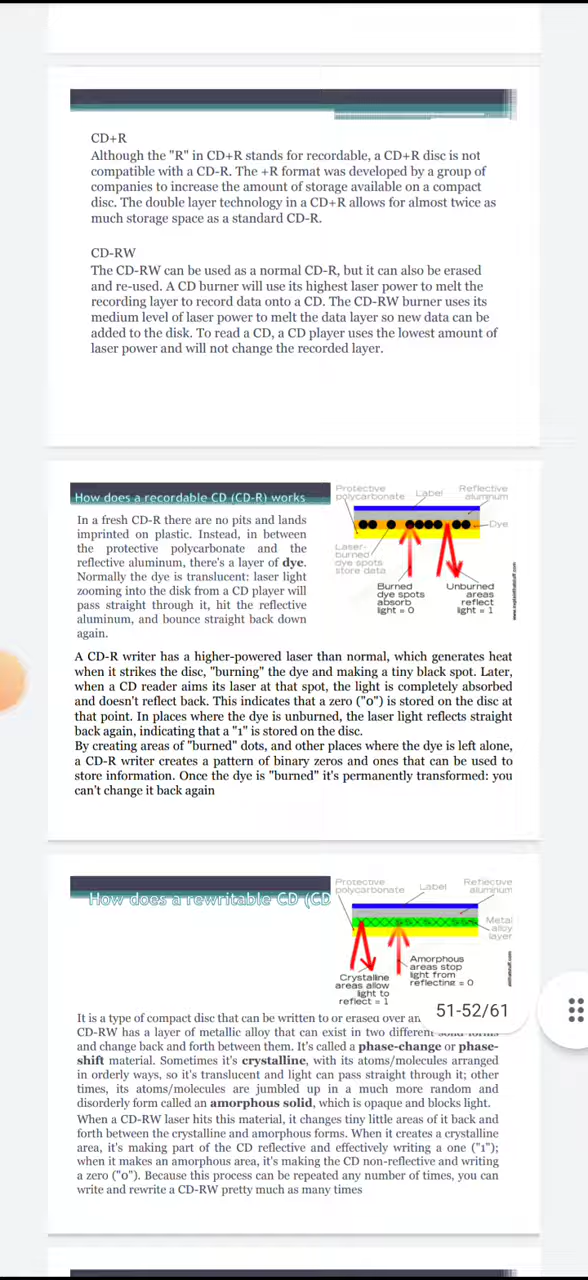 CD+R
Although the "R" in CD+R stands for recordable, a CD+R disc is not
compatible with a CD-R. The +R format was developed by a group of
companies to increase the amount of storage available on a compact
disc. The double layer technology in a CD+R allows for almost twice as
much storage space as a standard CD-R.
CD-RW
The CD-RW can be used as a normal CD-R, but it can also be erased
and re-used. A CD burner will use its highest laser power to melt the
recording layer to record data onto a CD. The CD-RW burner uses its
medium level of laser power to melt the data layer so new data can be
added to the disk. To read a CD, a CD player uses the lowest amount of
laser power and will not change the recorded layer.
How does a recordable CD (CD-R) works
In a fresh CD-R there are no pits and lands
imprinted on plastic. Instead, in between
the protective polycarbonate and the
reflective aluminum, there's a layer of dye.
Normally the dye is translucent: laser light
zooming into the disk from a CD player will
pass straight through it, hit the reflective
aluminum, and bounce straight back down
again.
Protective
polycarbonate
Label
Reflective
aluminum
Dye
Laser-
burned
dye spots
store data
Burned
dye spots
absorb
light = 0
Unburned
areas
reflect
light = 1
A CD-R writer has a higher-powered laser than normal, which generates heat
when it strikes the disc, "burning" the dye and making a tiny black spot. Later,
when a CD reader aims its laser at that spot, the light is completely absorbed
and doesn't reflect back. This indicates that a zero ("0") is stored on the disc at
that point. In places where the dye is unburned, the laser light reflects straight
back again, indicating that a "1" is stored on the disc.
By creating areas of "burned" dots, and other places where the dye is left alone,
a CD-R writer creates a pattern of binary zeros and ones that can be used to
store information. Once the dye is "burned" it's permanently transformed: you
can't change it back again
How does a rewritable CD (CD
Protective
polycarbonate
Label
Reflective
aluminum
Metal
alloy
layer
Crystalline
areas allow
light to
reflect = 1
Amorphous
areas stop
light from
reflecting = 0
51-52/61
It is a type of compact disc that can be written to or erased over an
CD-RW has a layer of metallic alloy that can exist in two different solid forms
and change back and forth between them. It's called a phase-change or phase-
shift material. Sometimes it's crystalline, with its atoms/molecules arranged
in orderly ways, so it's translucent and light can pass straight through it; other
times, its atoms/molecules are jumbled up in a much more random and
disorderly form called an amorphous solid, which is opaque and blocks light.
When a CD-RW laser hits this material, it changes tiny little areas of it back and
forth between the crystalline and amorphous forms. When it creates a crystalline
area, it's making part of the CD reflective and effectively writing a one ("1");
when it makes an amorphous area, it's making the CD non-reflective and writing
a zero ("0"). Because this process can be repeated any number of times, you can
write and rewrite a CD-RW pretty much as many times